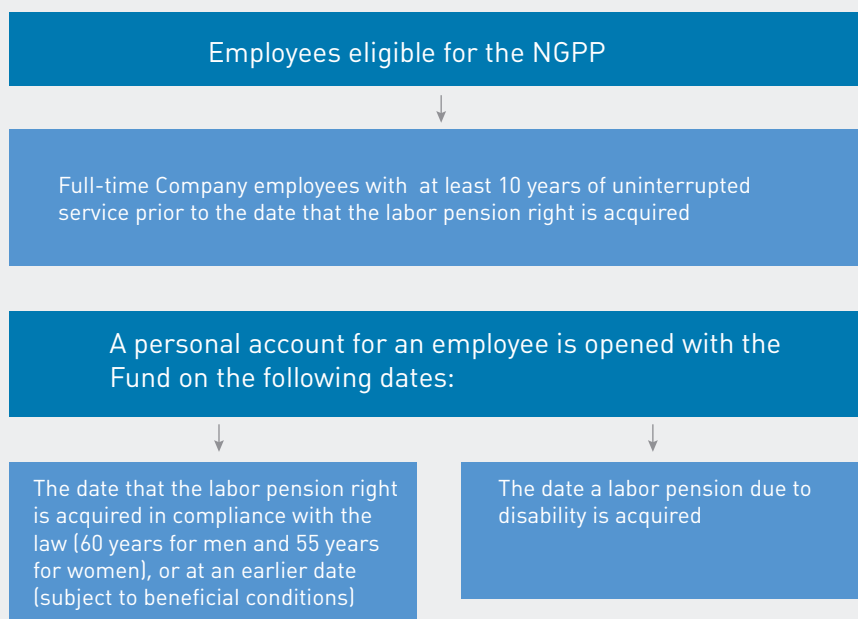 Employees eligible for the NGPP
Full-time Company employees with at least 10 years of uninterrupted
service prior to the date that the labor pension right is acquired
A personal account for an employee is opened with the
Fund on the following dates:
The date that the labor pension right
is acquired in compliance with the
law (60 years for men and 55 years
for women), or at an earlier date
(subject to beneficial conditions)
The date a labor pension due to
disability is acquired